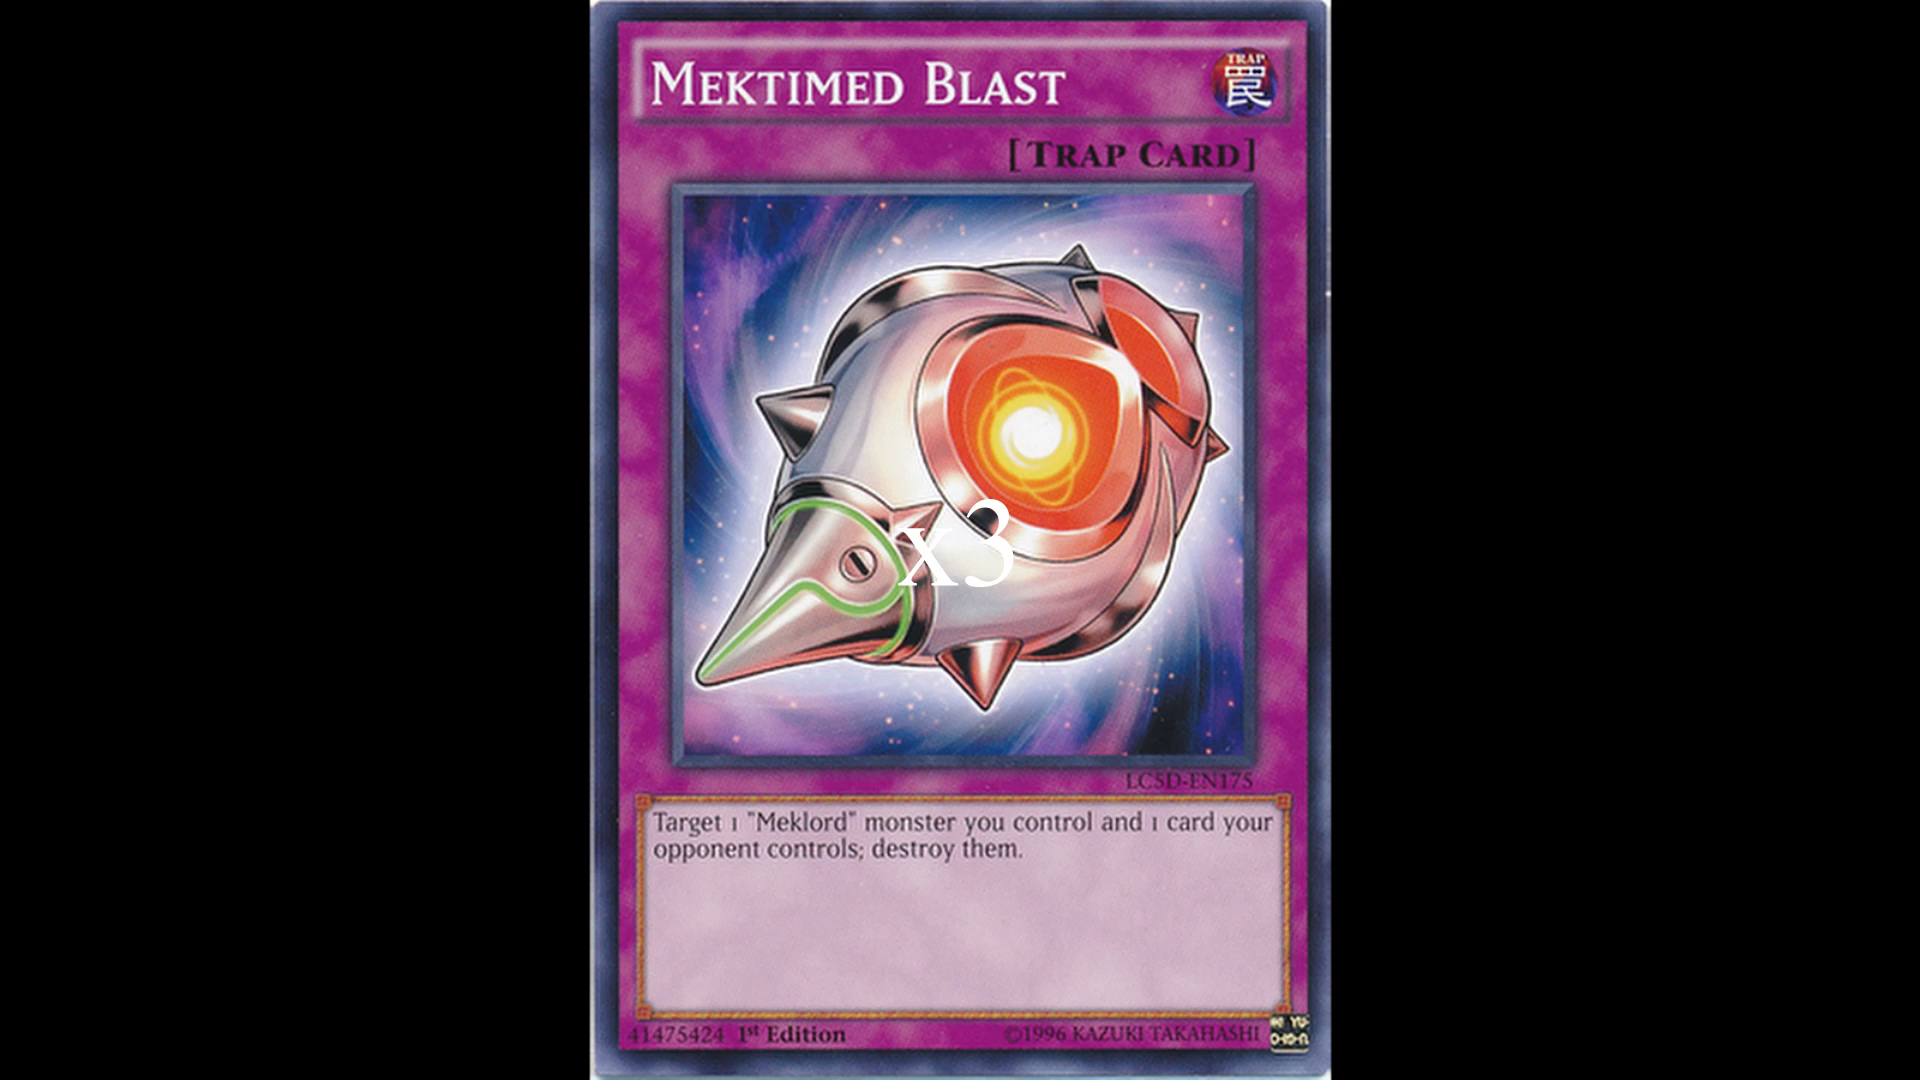 MEKTIMED BLAST
TRAP
罠
[TRAP CARD]
x3
LC5D-EN175
Target 1 "Meklord" monster you control and 1 card your
opponent controls; destroy them.
41475424 1st Edition
©1996 KAZUKI TAKAHASHI